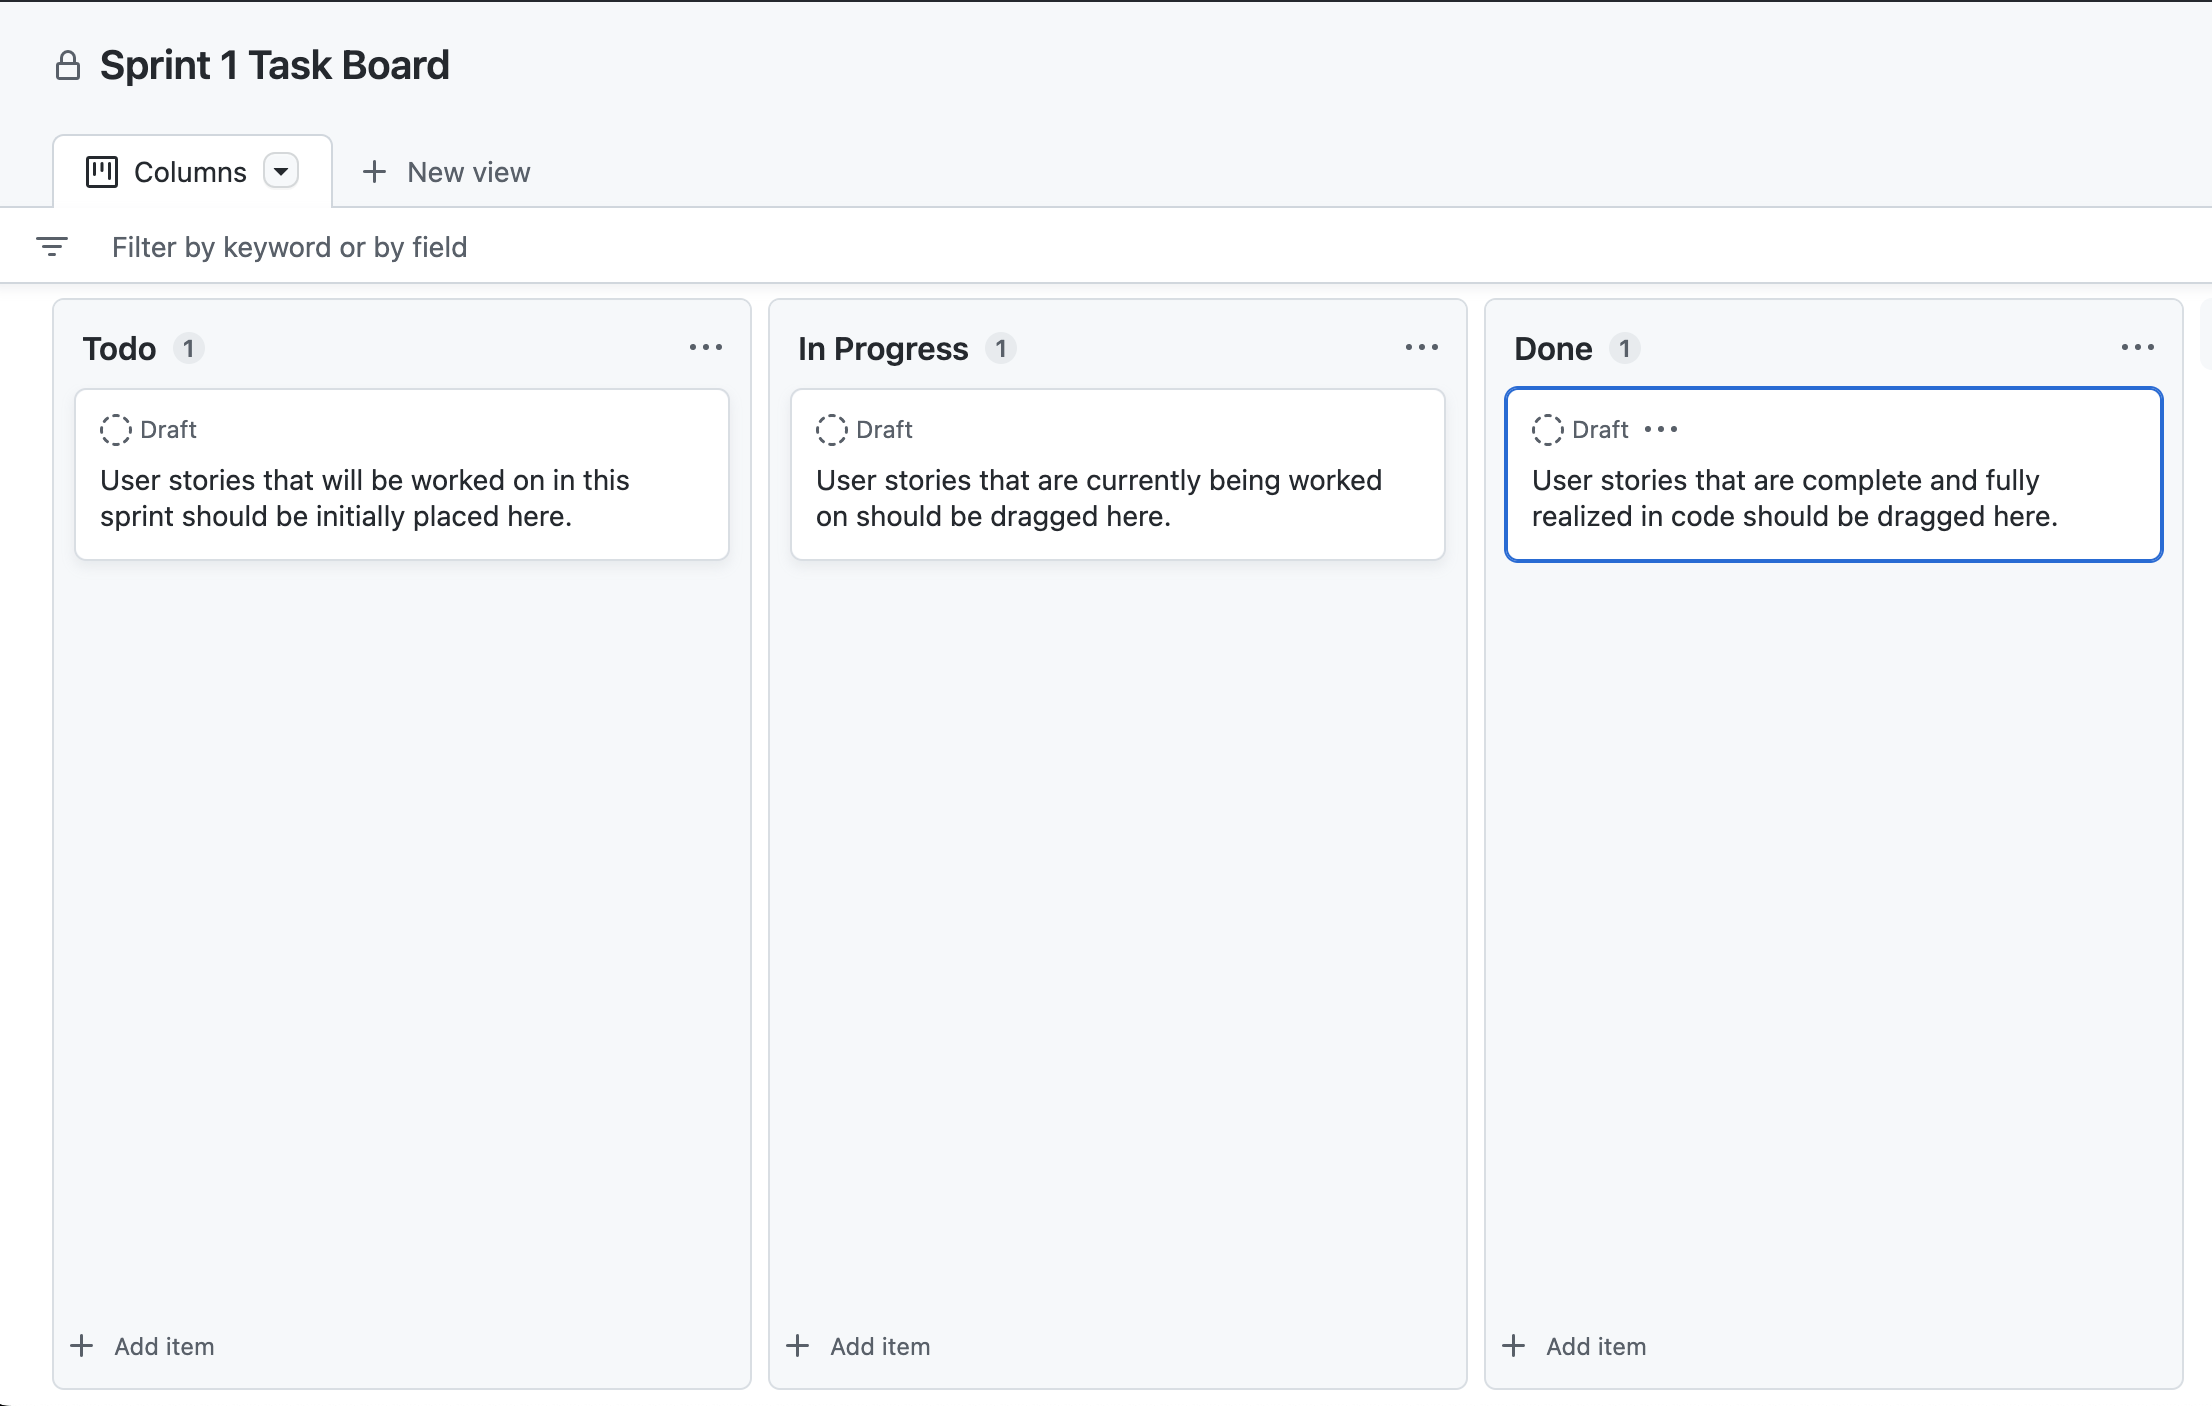 Sprint 1 Task Board
Columns
New view
Filter by keyword or by field
Todo 1
Draft
User stories that will be worked on in this
sprint should be initially placed here.
Add item
In Progress 1
Draft
User stories that are currently being worked
on should be dragged here.
Add item
Done 1
Draft
User stories that are complete and fully
realized in code should be dragged here.
Add item